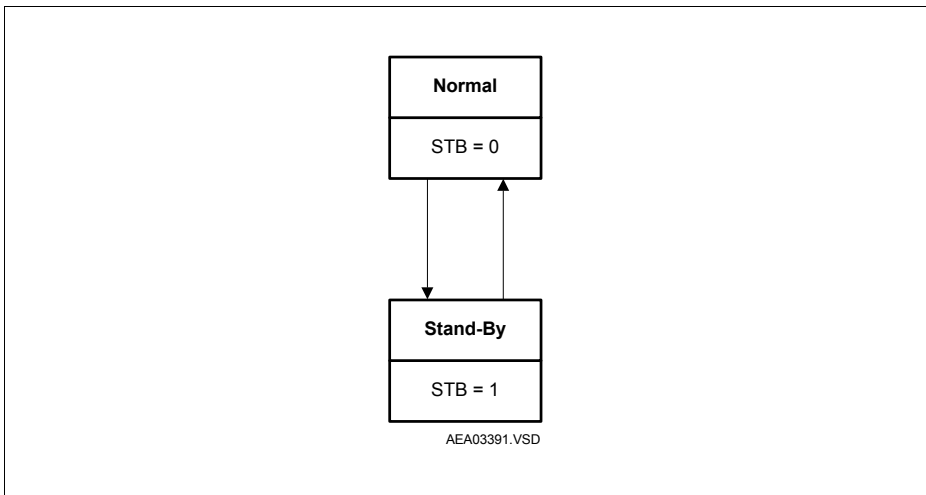 Normal
STB = 0
Stand-By
STB = 1
AEA03391.VSD